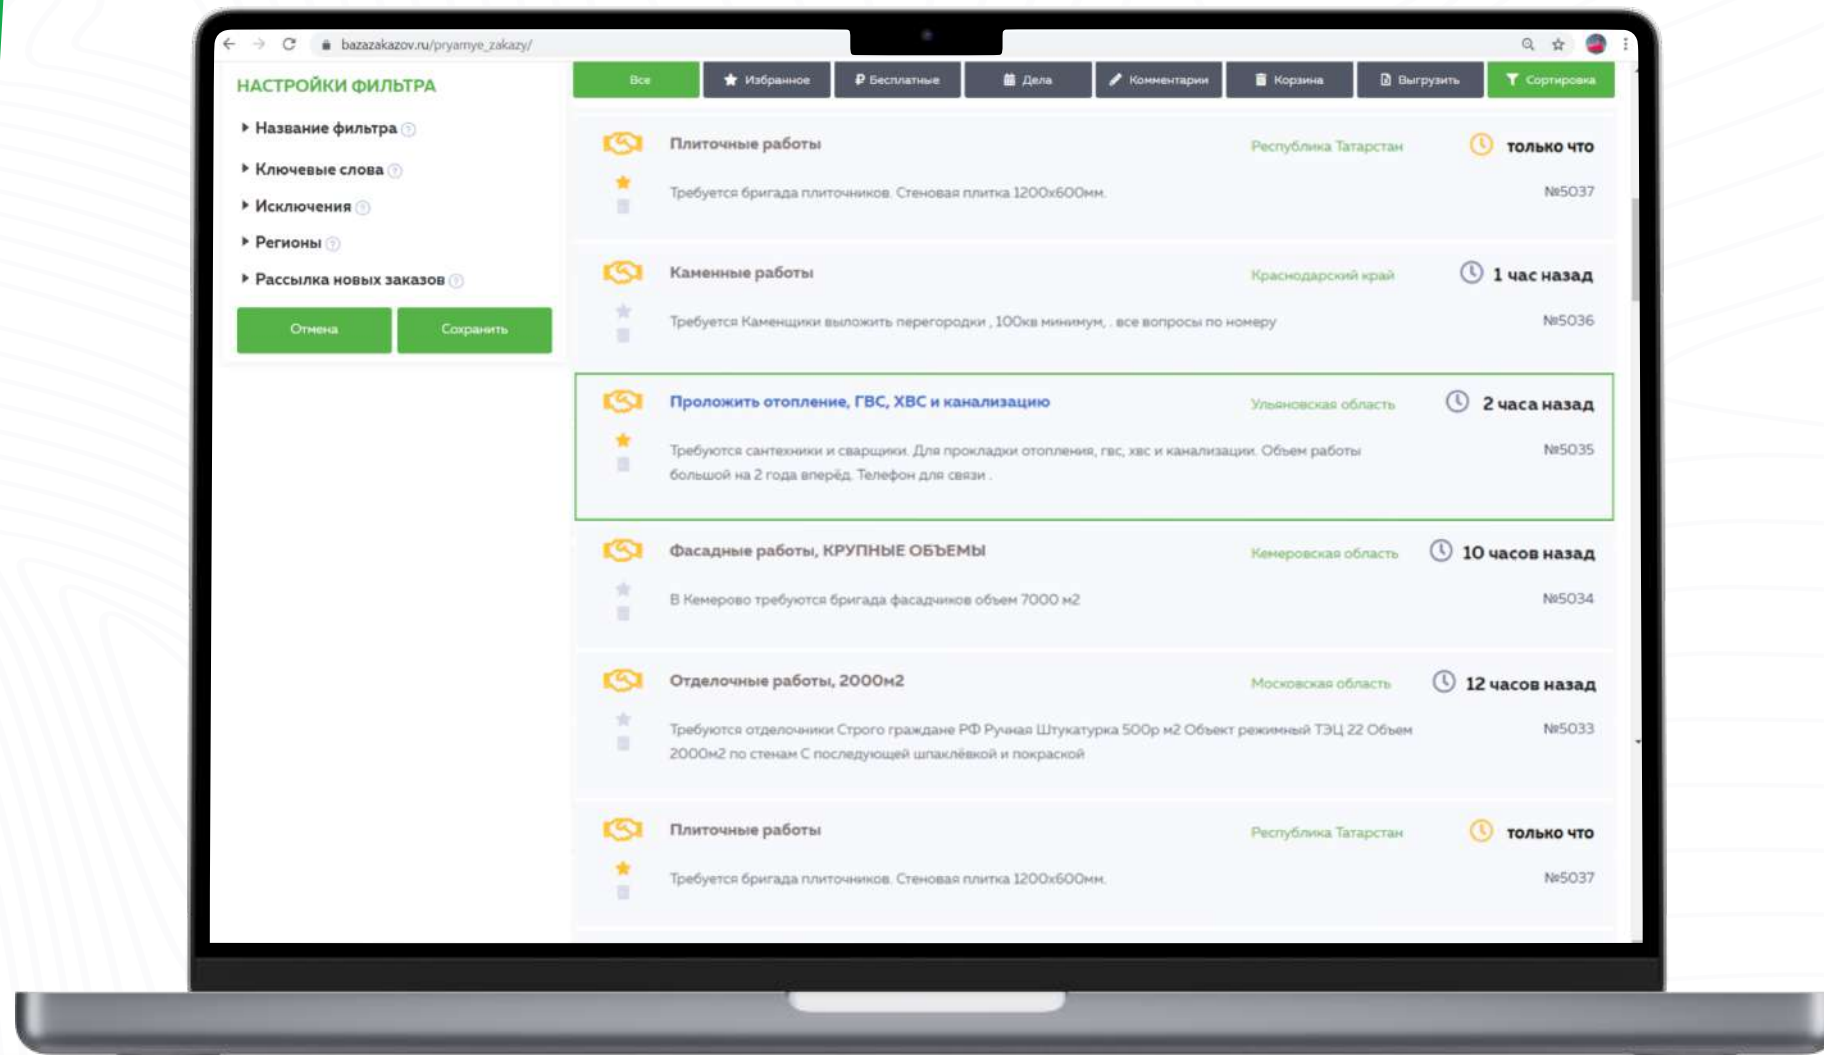 bazazakazov.ru/pryamye_zakazy/
НАСТРОЙКИ ФИЛЬТРА
Название фильтра ?
Ключевые слова ?
Исключения ?
Регионы ?
Рассылка новых заказов ?
Отмена Сохранить
Все Избранное Бесплатные Дела Комментарии Корзина Выгрузить Сортировка
Плиточные работы Республика Татарстан только что
Требуется бригада плиточников. Стеновая плитка 1200х600мм. №5037
Каменные работы Краснодарский край 1 час назад
Требуется Каменщики выложить перегородки , 100кв минимум, . все вопросы по номеру №5036
Проложить отопление, ГВС, ХВС и канализацию Ульяновская область 2 часа назад
Требуются сантехники и сварщики. Для прокладки отопления, гвс, хвс и канализации. Объем работы №5035
большой на 2 года вперёд. Телефон для связи .
Фасадные работы, КРУПНЫЕ ОБЪЕМЫ Кемеровская область 10 часов назад
В Кемерово требуются бригада фасадчиков объем 7000 м2 №5034
Отделочные работы, 2000м2 Московская область 12 часов назад
Требуются отделочники Строго граждане РФ Ручная Штукатурка 500р м2 Объект режимный ТЭЦ 22 Объем №5033
2000м2 по стенам С последующей шпаклёвкой и покраской
Плиточные работы Республика Татарстан только что
Требуется бригада плиточников. Стеновая плитка 1200х600мм. №5037